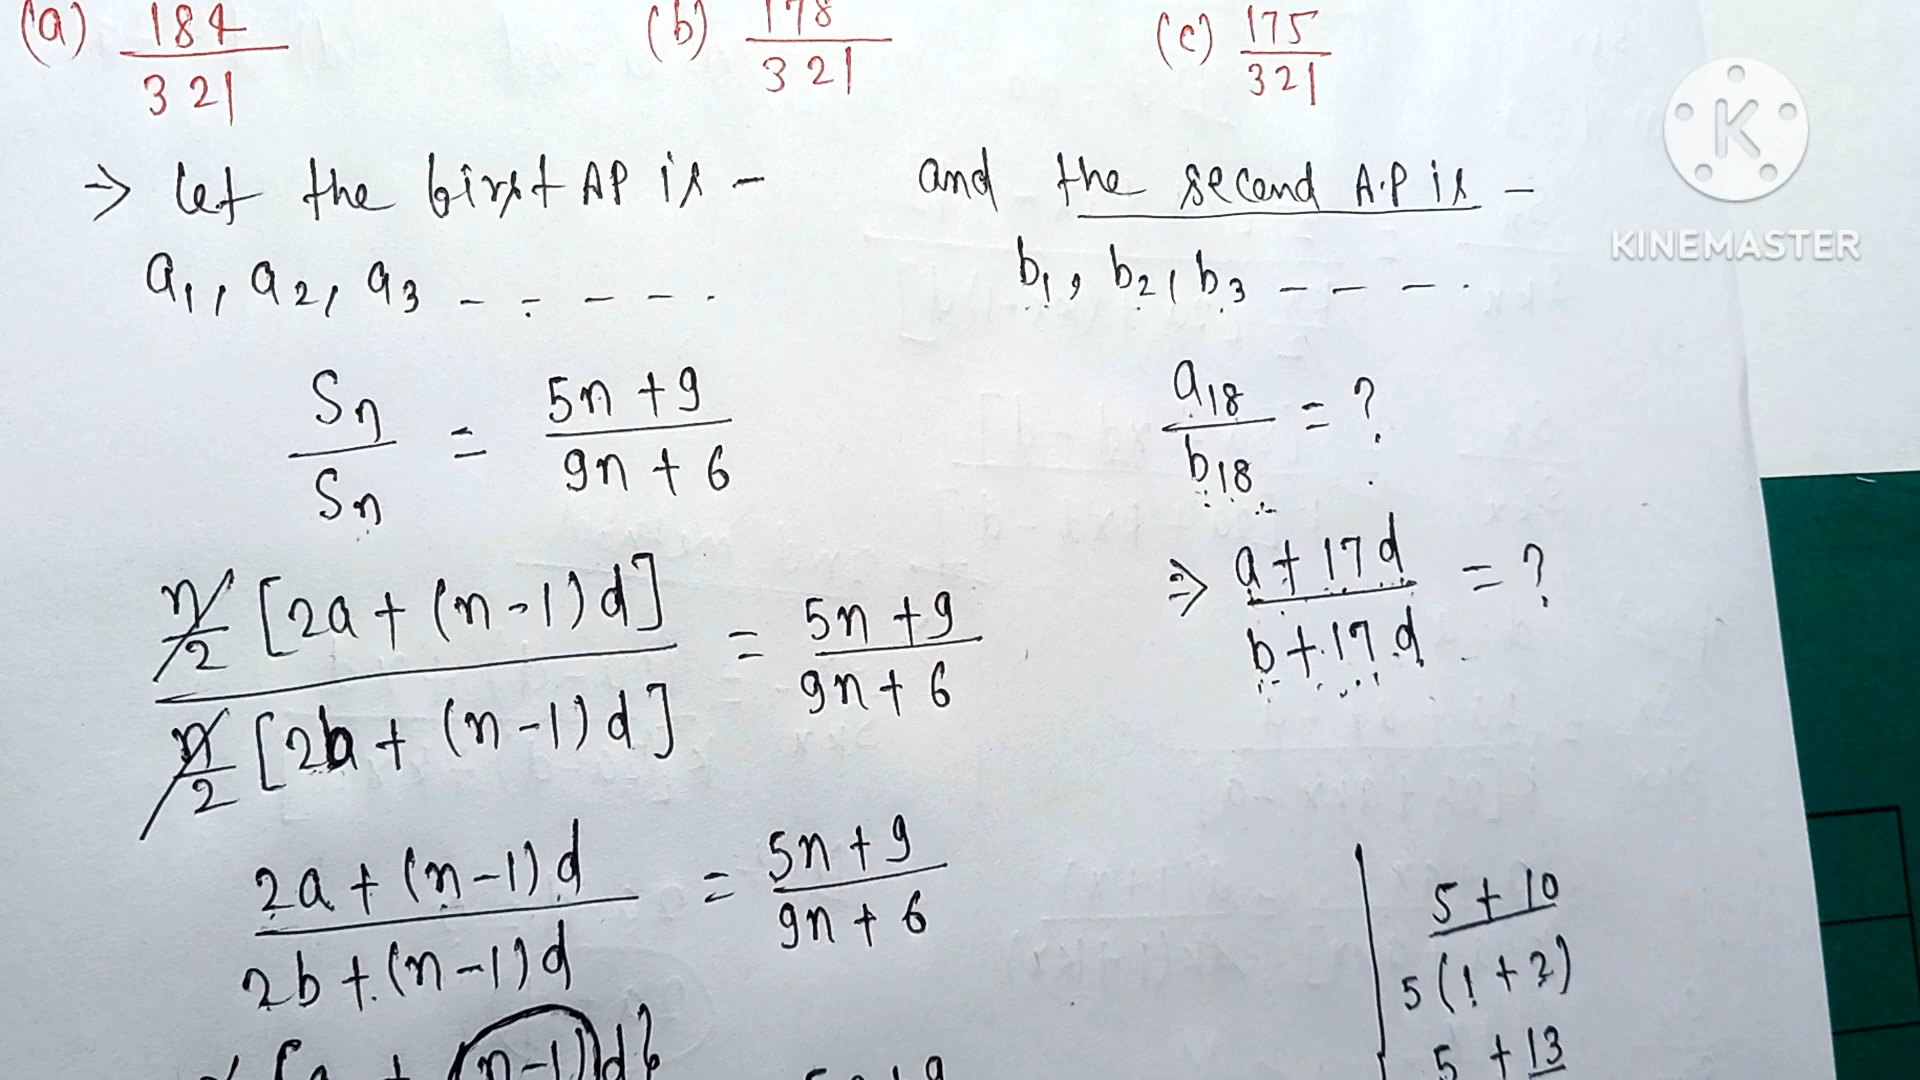 (a) 184/321 (b) 178/321 (c) 175/321
K
KINEMASTER
→ let the first AP is - and the second A.P is -
a1, a2, a3 - - - - - . b1, b2, b3 - - - - .
Sn/Sn = 5n+9/9n+6 a18/b18 = ?
n/2 [2a + (n-1)d] / n/2 [2b + (n-1)d] = 5n+9/9n+6 ⇒ a+17d/b+17d = ?
2a + (n-1)d / 2b + (n-1)d = 5n+9/9n+6
5 + 10
5 (1 + 2)
5 + 13
(n-1)